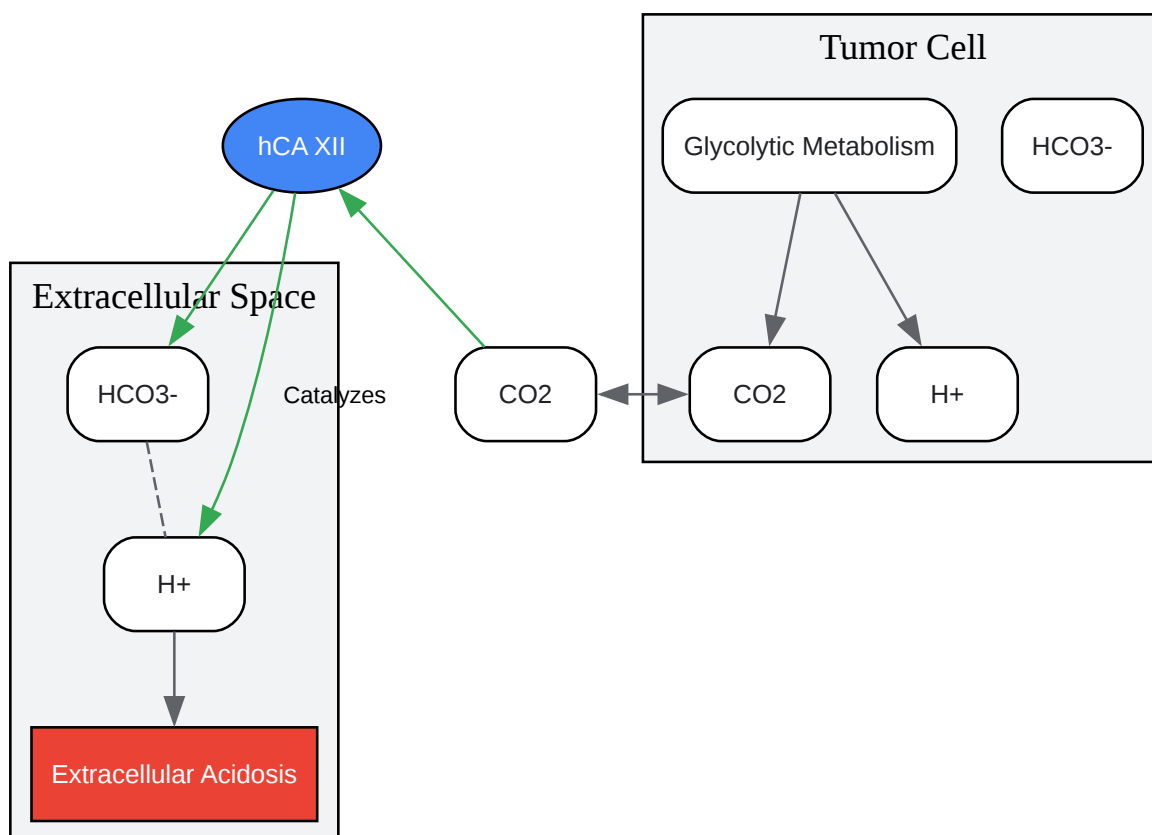 Tumor Cell
hCA XII
Glycolytic Metabolism
HCO3-
Extracellular Space
HCO3-
Catalyzes
CO2
CO2
H+
H+
Extracellular Acidosis